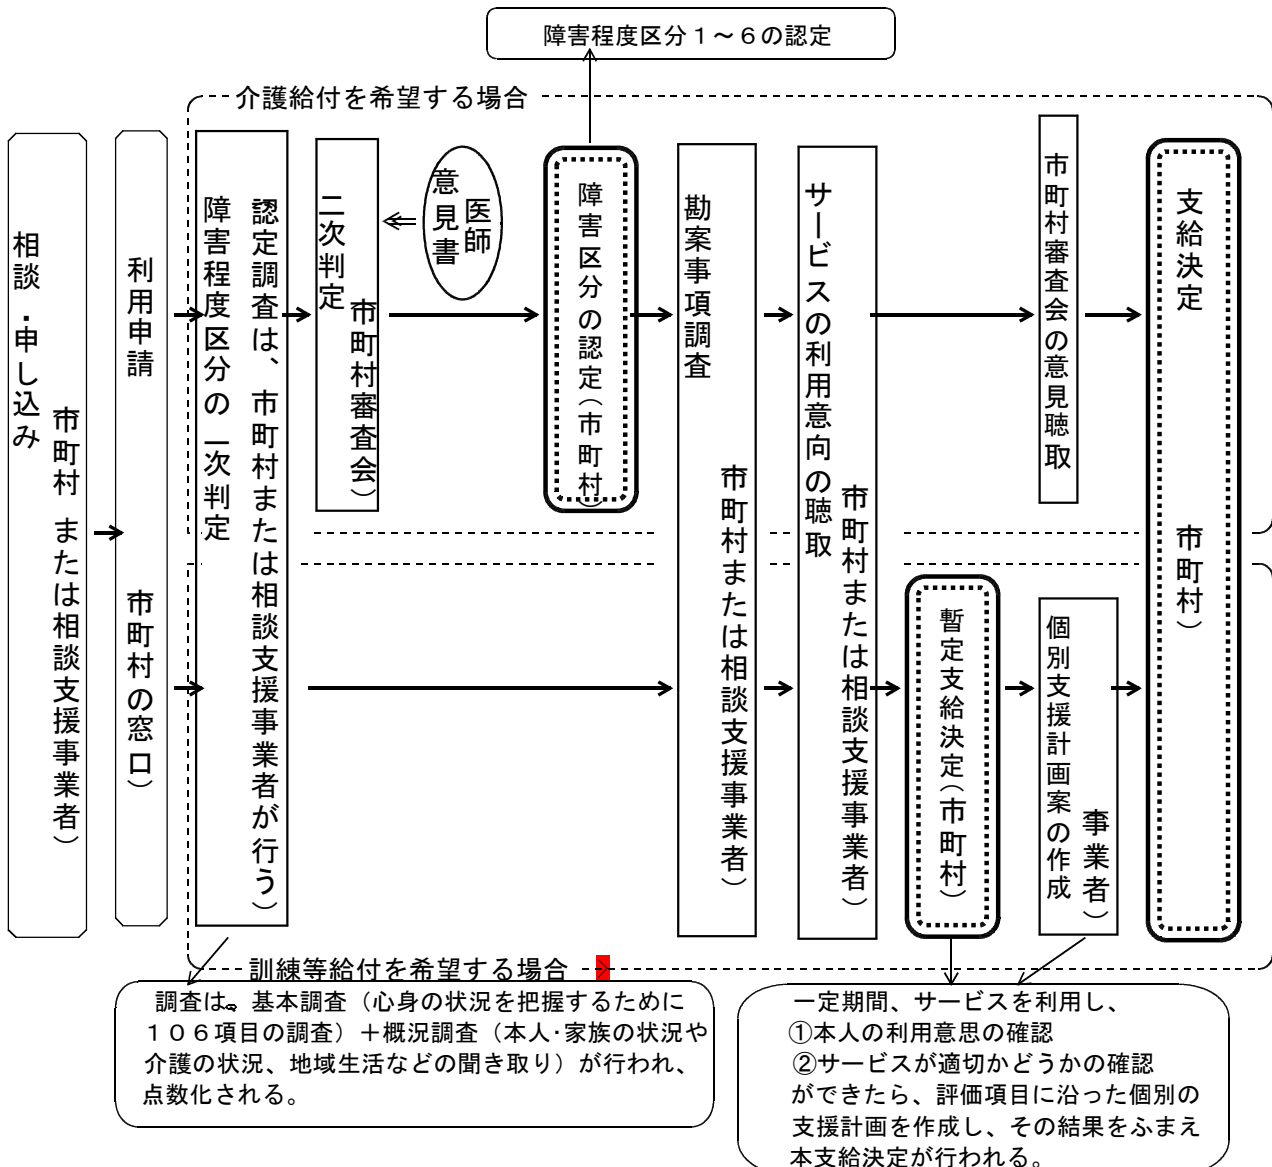 障害程度区分１～６の認定
介護給付を希望する場合
相談・申し込み
（市町村 または相談支援事業者）
利用申請
（市町村の窓口）
障害程度区分の一次判定
（認定調査は、市町村または相談支援事業者が行う）
二次判定
（市町村審査会）
医師
意見書
障害区分の認定（市町村）
勘案事項調査
（市町村または相談支援事業者）
サービスの利用意向の聴取
（市町村または相談支援事業者）
市町村審査会の意見聴取
支給決定
（市町村）
暫定支給決定（市町村）
個別支援計画案の作成
（事業者）
訓練等給付を希望する場合
調査は、基本調査（心身の状況を把握するために
１０６項目の調査）＋概況調査（本人・家族の状況や
介護の状況、地域生活などの聞き取り）が行われ、
点数化される。
一定期間、サービスを利用し、
①本人の利用意思の確認
②サービスが適切かどうかの確認
ができたら、評価項目に沿った個別の
支援計画を作成し、その結果をふまえ
本支給決定が行われる。